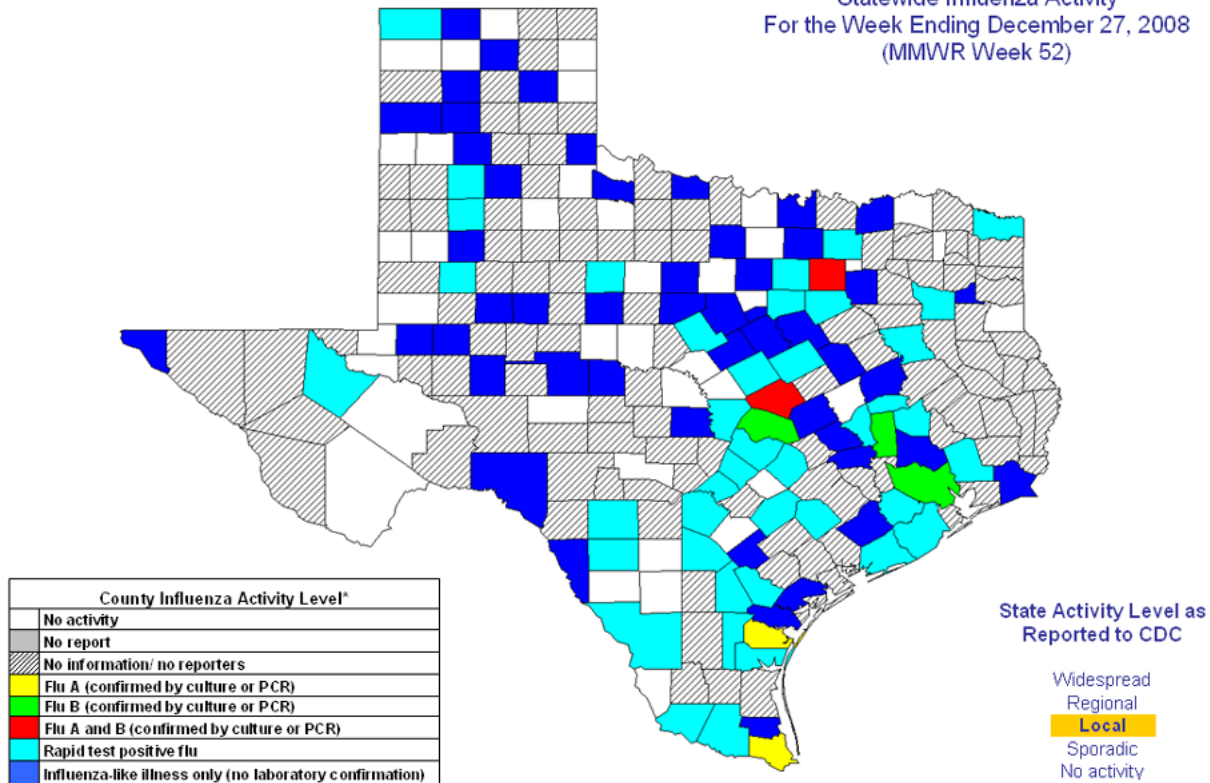 Statewide Influenza Activity
For the Week Ending December 27, 2008
(MMWR Week 52)
County Influenza Activity Level*
No activity
No report
No information/ no reporters
Flu A (confirmed by culture or PCR)
Flu B (confirmed by culture or PCR)
Flu A and B (confirmed by culture or PCR)
Rapid test positive flu
Influenza-like illness only (no laboratory confirmation)
State Activity Level as
Reported to CDC
Widespread
Regional
Local
Sporadic
No activity